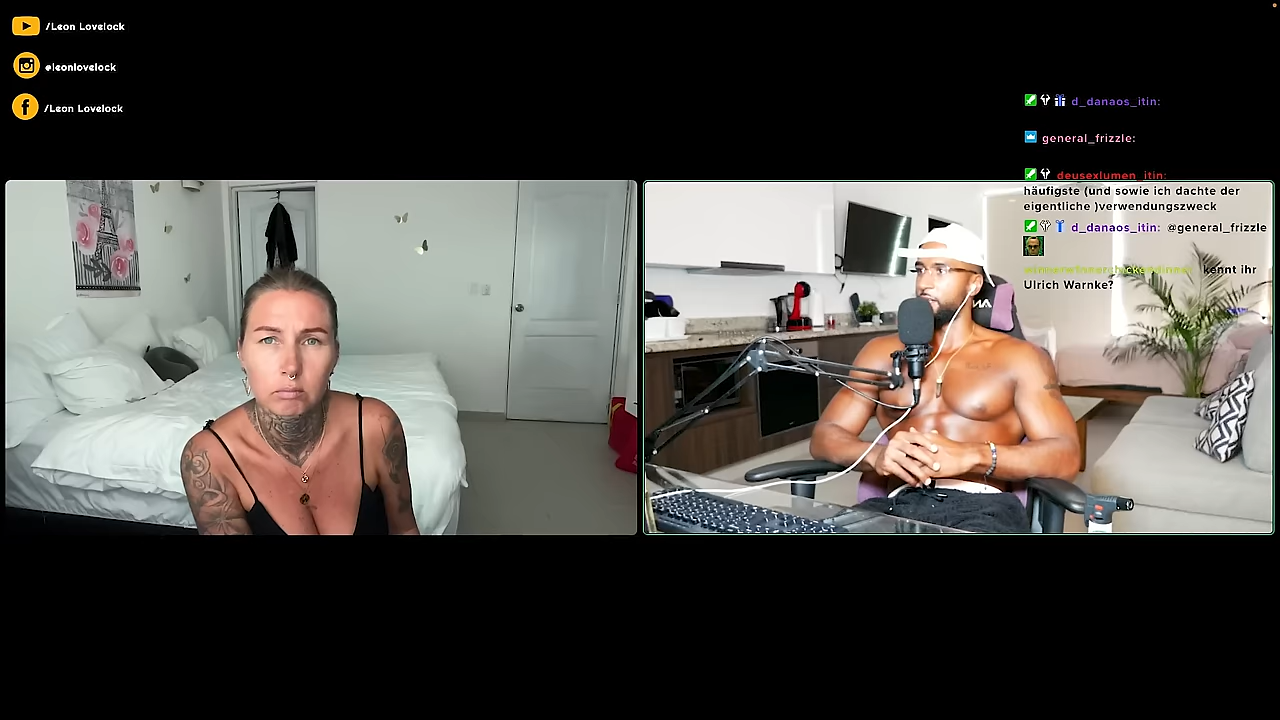 /Leon Lovelock
@leonlovelock
/Leon Lovelock
d_danaos_itin:
general_frizzle:
deusexlumen_itin:
häufigste (und sowie ich dachte der
eigentliche )verwendungszweck
d_danaos_itin: @general_frizzle
kennt ihr
Ulrich Warnke?